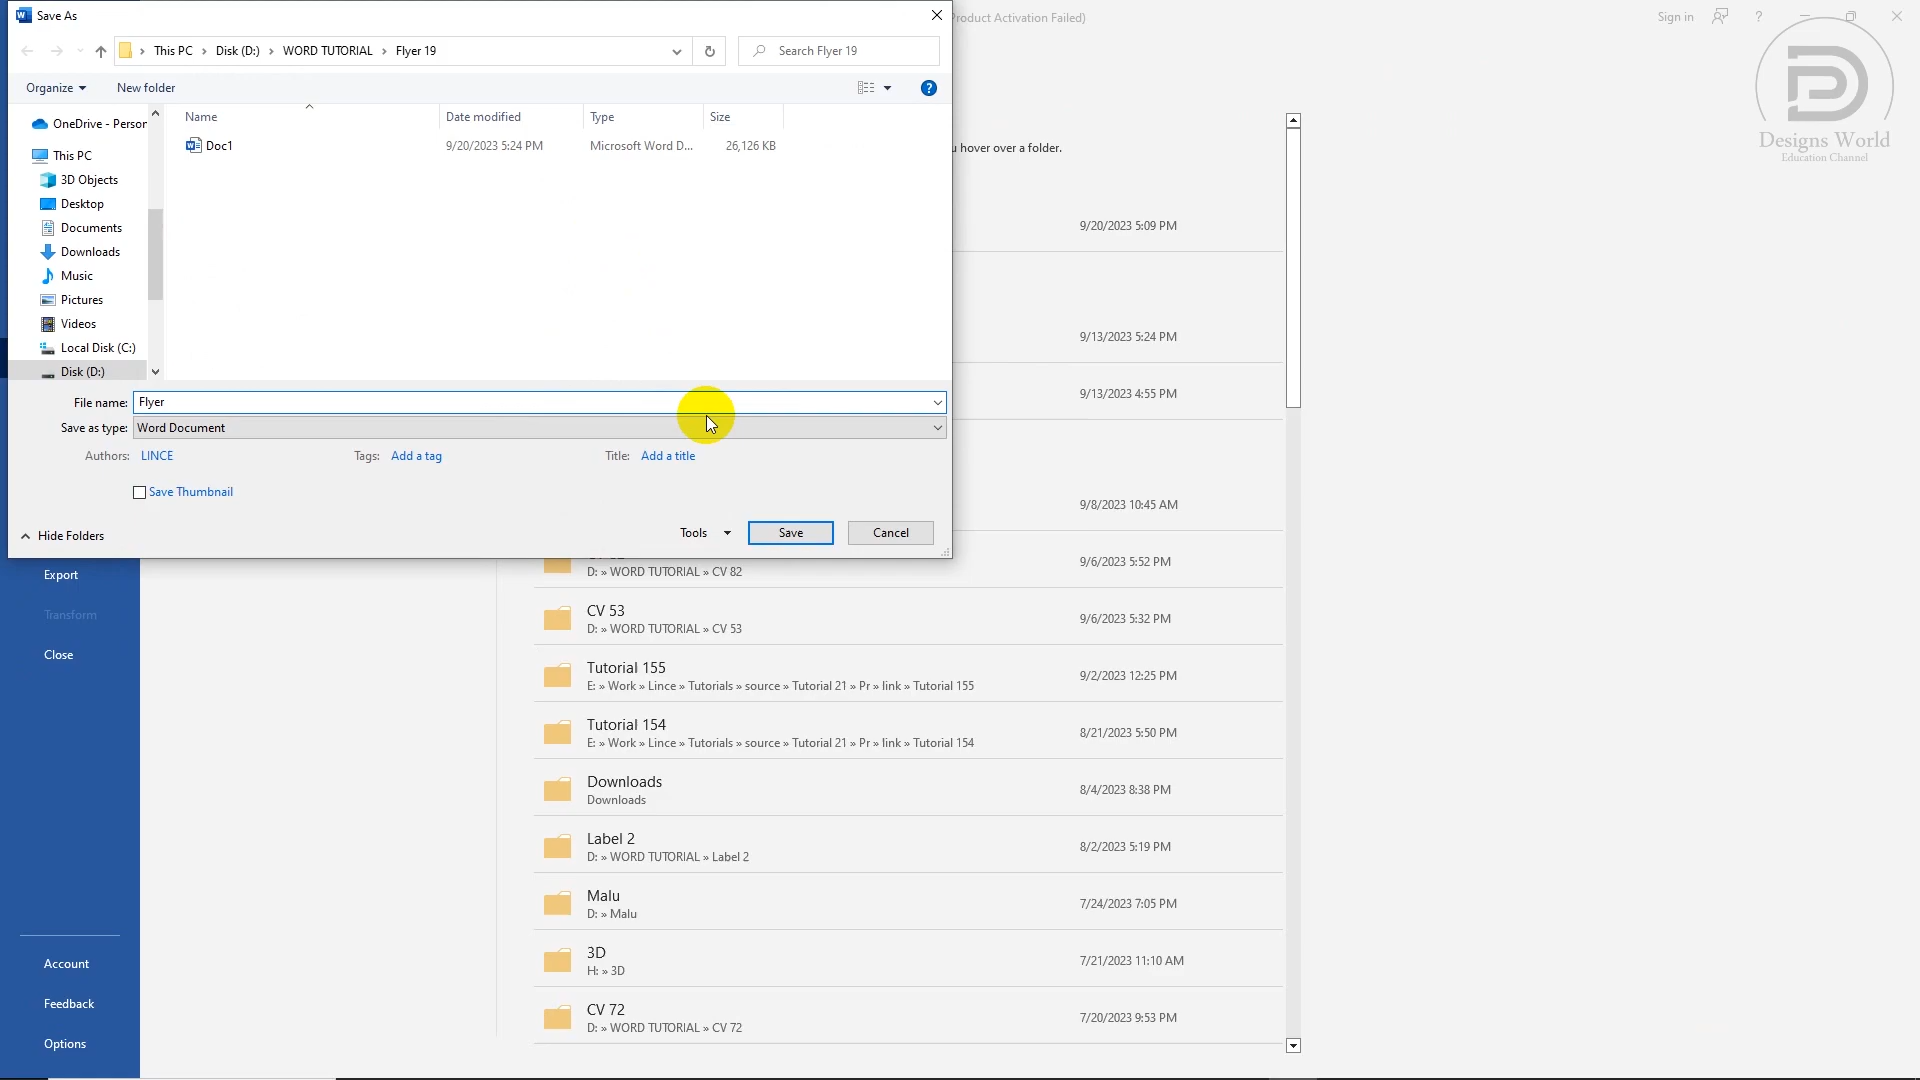 Save As
Product Activation Failed)
Sign in
?
This PC > Disk (D:) > WORD TUTORIAL > Flyer 19
Search Flyer 19
Organize
New folder
Designs World
Education Channel
Name
Date modified
Type
Size
Doc1
9/20/2023 5:24 PM
Microsoft Word D...
26,126 KB
OneDrive - Person
This PC
3D Objects
Desktop
Documents
Downloads
Music
Pictures
Videos
Local Disk (C:)
Disk (D:)
u hover over a folder.
9/20/2023 5:09 PM
9/13/2023 5:24 PM
9/13/2023 4:55 PM
9/8/2023 10:45 AM
File name: Flyer
Save as type: Word Document
Authors: LINCE
Tags: Add a tag
Title: Add a title
Save Thumbnail
Hide Folders
Tools
Save
Cancel
Export
Transform
Close
Account
Feedback
Options
D: » WORD TUTORIAL » CV 82
9/6/2023 5:52 PM
CV 53
D: » WORD TUTORIAL » CV 53
9/6/2023 5:32 PM
Tutorial 155
E: » Work » Lince » Tutorials » source » Tutorial 21 » Pr » link » Tutorial 155
9/2/2023 12:25 PM
Tutorial 154
E: » Work » Lince » Tutorials » source » Tutorial 21 » Pr » link » Tutorial 154
8/21/2023 5:50 PM
Downloads
Downloads
8/4/2023 8:38 PM
Label 2
D: » WORD TUTORIAL » Label 2
8/2/2023 5:19 PM
Malu
D: » Malu
7/24/2023 7:05 PM
3D
H: » 3D
7/21/2023 11:10 AM
CV 72
D: » WORD TUTORIAL » CV 72
7/20/2023 9:53 PM